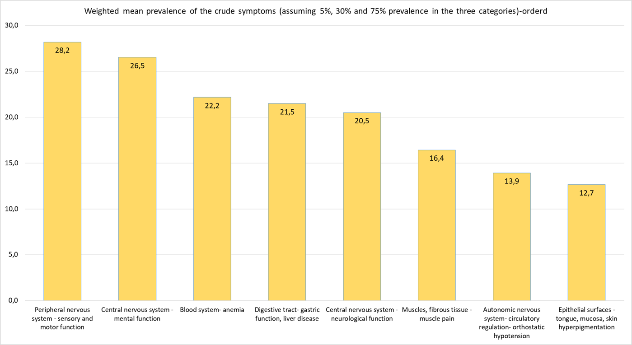 Weighted mean prevalence of the crude symptoms (assuming 5%, 30% and 75% prevalence in the three categories)-orderd
30,0
25,0
20,0
15,0
10,0
5,0
0,0
28,2
26,5
22,2
21,5
20,5
16,4
13,9
12,7
Peripheral nervous
system - sensory and
motor function
Central nervous system -
mental function
Blood system- anemia
Digestive tract- gastric
function, liver disease
Central nervous system -
neurological function
Muscles, fibrous tissue -
muscle pain
Autonomic nervous
system- circulatory
regulation- orthostatic
hypotension
Epithelial surfaces -
tongue, mucosa, skin
hyperpigmentation